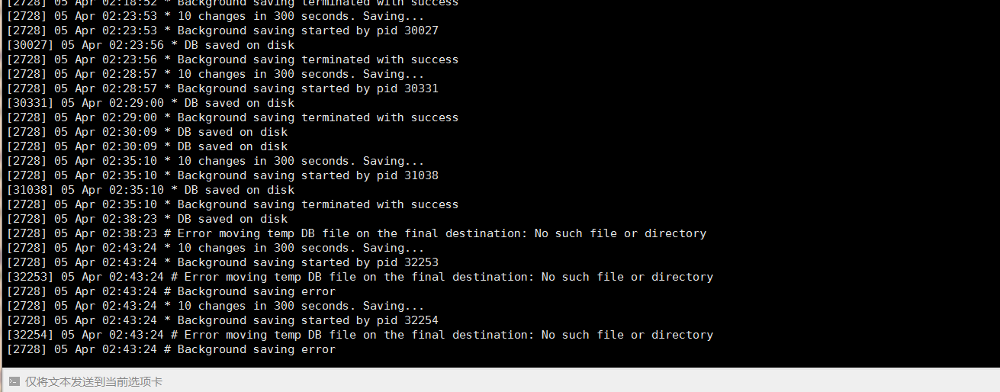 [2728] 05 Apr 02:18:52 * Background saving terminated with success
[2728] 05 Apr 02:23:53 * 10 changes in 300 seconds. Saving...
[2728] 05 Apr 02:23:53 * Background saving started by pid 30027
[30027] 05 Apr 02:23:56 * DB saved on disk
[2728] 05 Apr 02:23:56 * Background saving terminated with success
[2728] 05 Apr 02:28:57 * 10 changes in 300 seconds. Saving...
[2728] 05 Apr 02:28:57 * Background saving started by pid 30331
[30331] 05 Apr 02:29:00 * DB saved on disk
[2728] 05 Apr 02:29:00 * Background saving terminated with success
[2728] 05 Apr 02:30:09 * DB saved on disk
[2728] 05 Apr 02:30:09 * DB saved on disk
[2728] 05 Apr 02:35:10 * 10 changes in 300 seconds. Saving...
[2728] 05 Apr 02:35:10 * Background saving started by pid 31038
[31038] 05 Apr 02:35:10 * DB saved on disk
[2728] 05 Apr 02:35:10 * Background saving terminated with success
[2728] 05 Apr 02:38:23 * DB saved on disk
[2728] 05 Apr 02:38:23 # Error moving temp DB file on the final destination: No such file or directory
[2728] 05 Apr 02:43:24 * 10 changes in 300 seconds. Saving...
[2728] 05 Apr 02:43:24 * Background saving started by pid 32253
[32253] 05 Apr 02:43:24 # Error moving temp DB file on the final destination: No such file or directory
[2728] 05 Apr 02:43:24 # Background saving error
[2728] 05 Apr 02:43:24 * 10 changes in 300 seconds. Saving...
[2728] 05 Apr 02:43:24 * Background saving started by pid 32254
[32254] 05 Apr 02:43:24 # Error moving temp DB file on the final destination: No such file or directory
[2728] 05 Apr 02:43:24 # Background saving error
仅将文本发送到当前选项卡